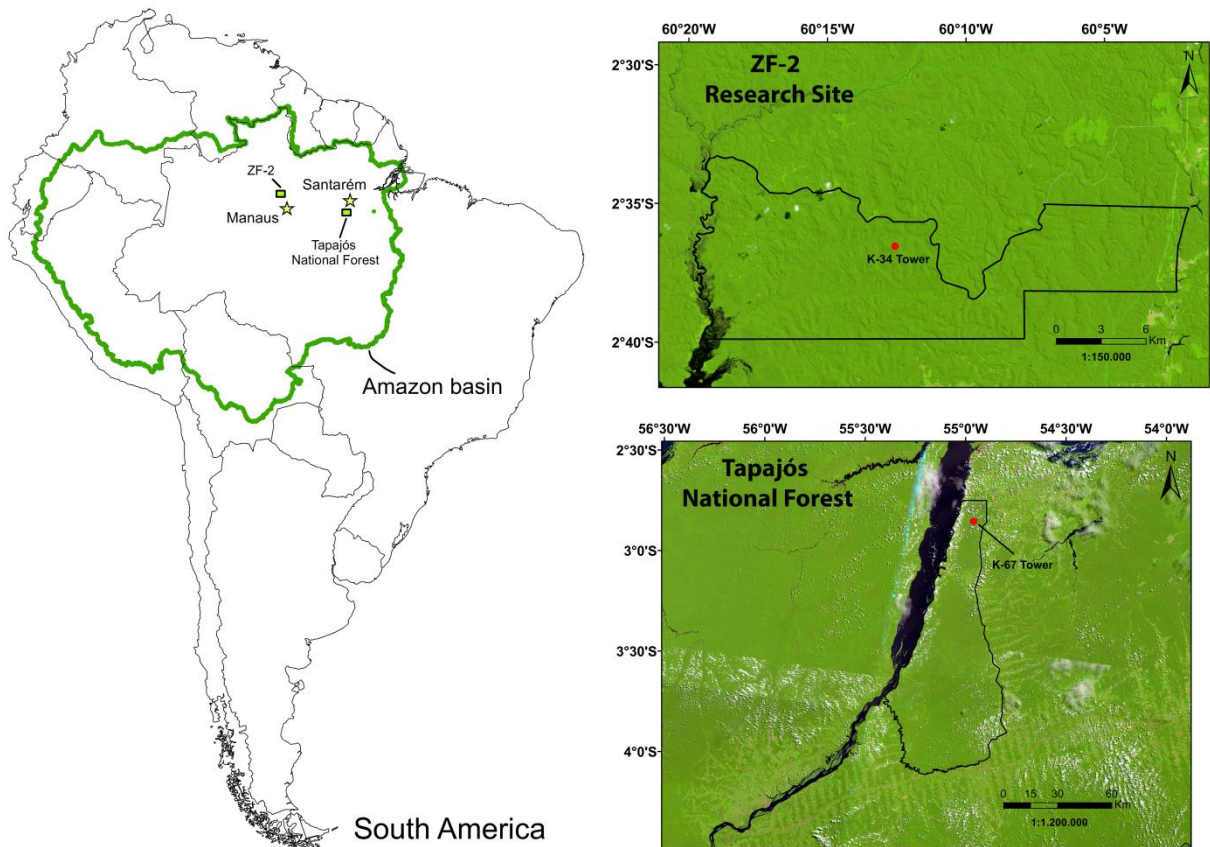 ZF-2
Santarém
Manaus
Tapajós
National Forest
Amazon basin
South America
60°20'W 60°15'W 60°10'W 60°5'W
2°30'S
2°35'S
2°40'S
ZF-2
Research Site
N
K-34 Tower
0 3 6
Km
1:150.000
56°30'W 56°0'W 55°30'W 55°0'W 54°30'W 54°0'W
2°30'S
3°0'S
3°30'S
4°0'S
Tapajós
National Forest
N
K-67 Tower
0 15 30 60
Km
1:1.200.000